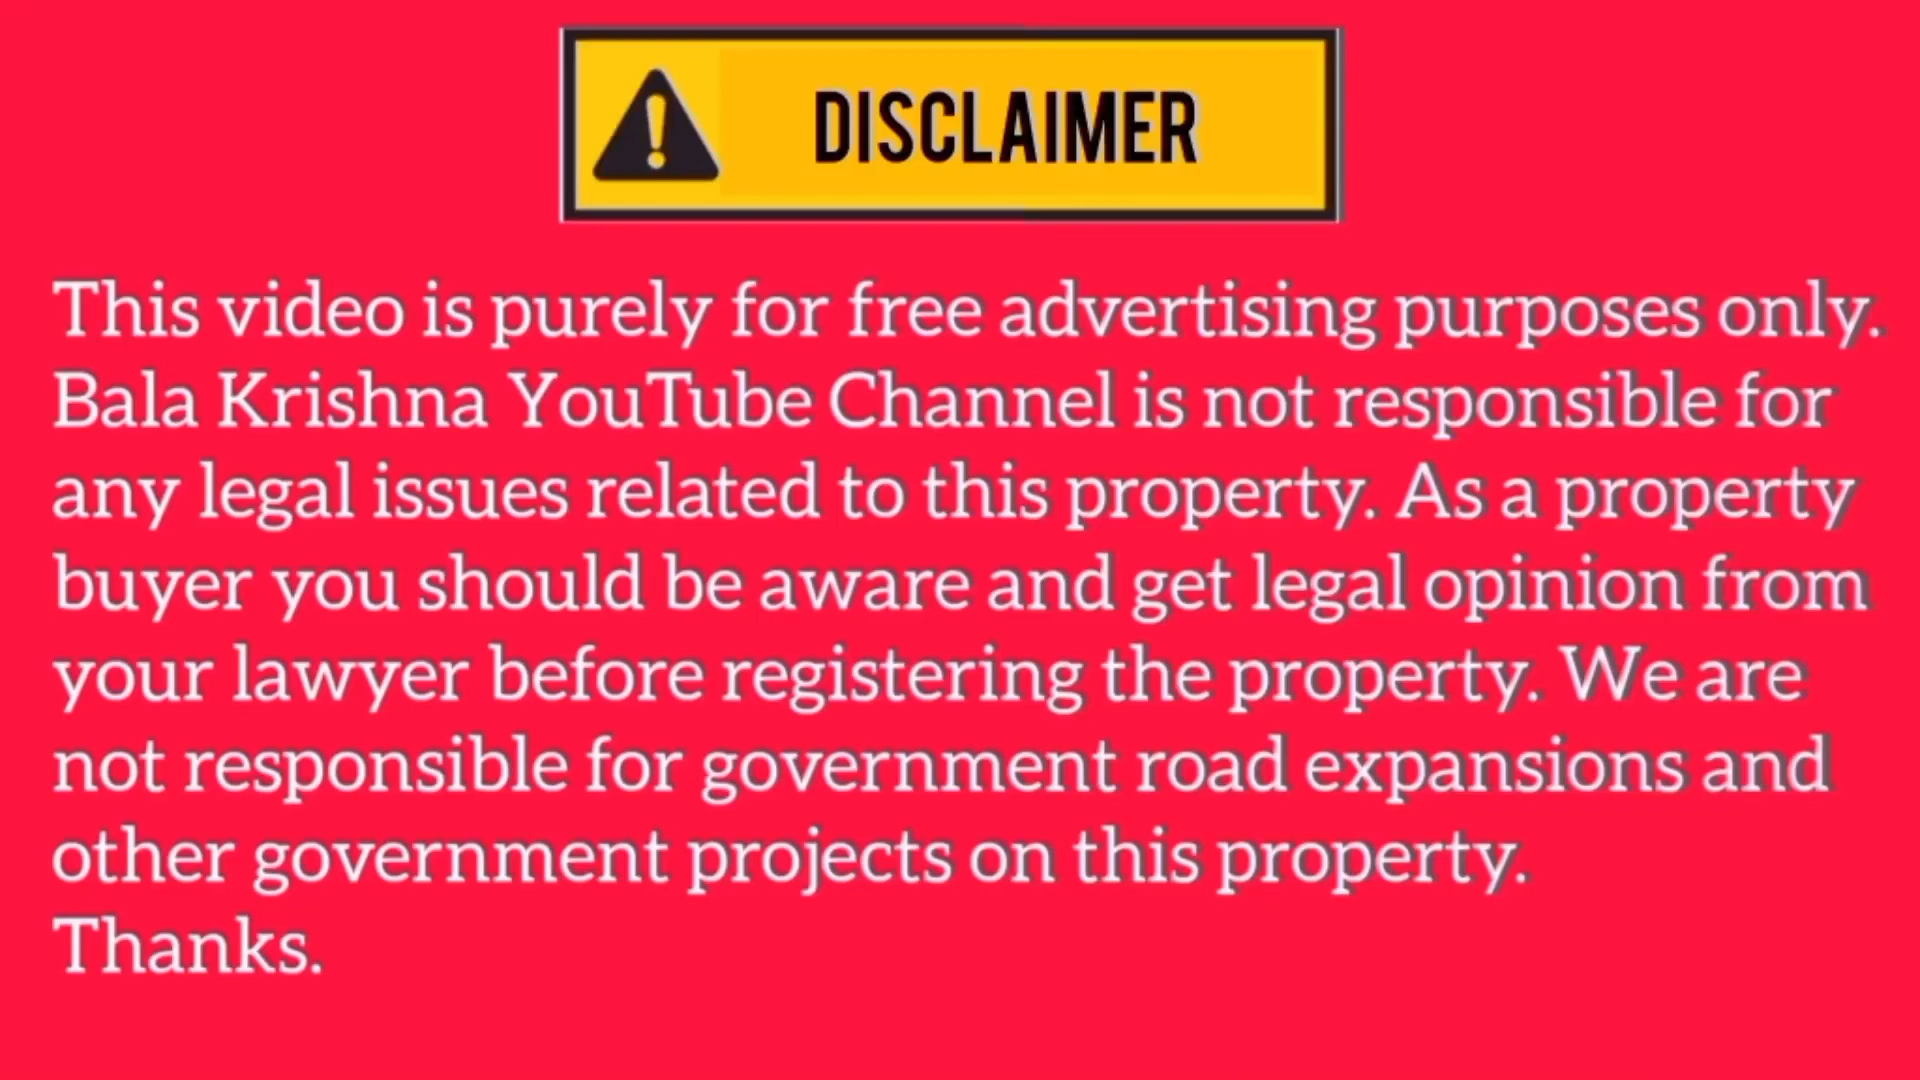 DISCLAIMER
This video is purely for free advertising purposes only.
Bala Krishna YouTube Channel is not responsible for
any legal issues related to this property. As a property
buyer you should be aware and get legal opinion from
your lawyer before registering the property. We are
not responsible for government road expansions and
other government projects on this property.
Thanks.